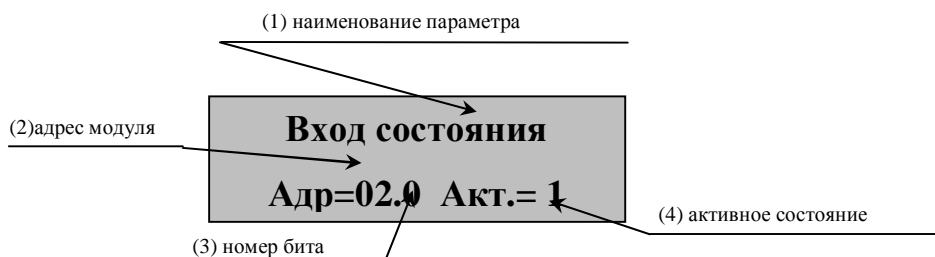 (1) наименование параметра
(2)адрес модуля
Вход состояния
Адр=02.0 Акт.= 1
(4) активное состояние
(3) номер бита